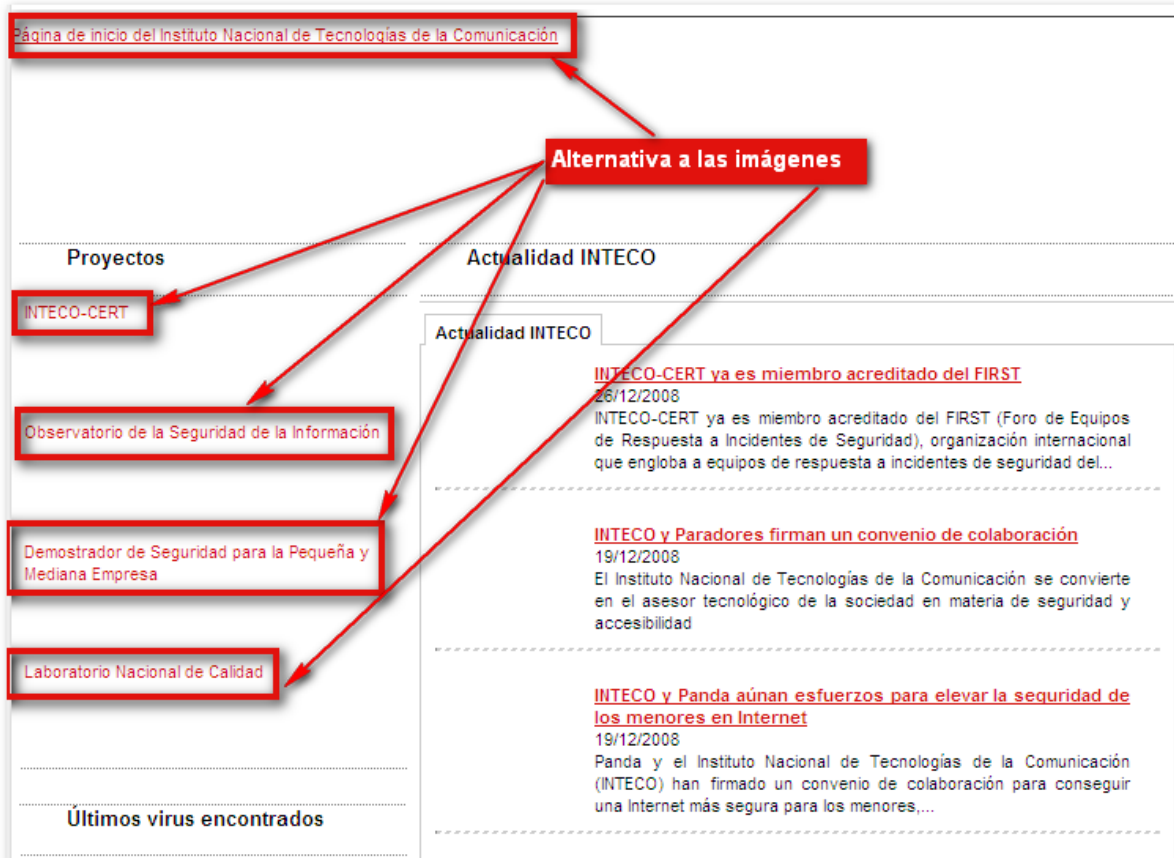 Página de inicio del Instituto Nacional de Tecnologías de la Comunicación
Alternativa a las imágenes
Proyectos
INTECO-CERT
Observatorio de la Seguridad de la Información
Demostrador de Seguridad para la Pequeña y
Mediana Empresa
Laboratorio Nacional de Calidad
Últimos virus encontrados
Actualidad INTECO
Actualidad INTECO
INTECO-CERT ya es miembro acreditado del FIRST
26/12/2008
INTECO-CERT ya es miembro acreditado del FIRST (Foro de Equipos
de Respuesta a Incidentes de Seguridad), organización internacional
que engloba a equipos de respuesta a incidentes de seguridad del...
INTECO y Paradores firman un convenio de colaboración
19/12/2008
El Instituto Nacional de Tecnologías de la Comunicación se convierte
en el asesor tecnológico de la sociedad en materia de seguridad y
accesibilidad
INTECO y Panda aúnan esfuerzos para elevar la seguridad de
los menores en Internet
19/12/2008
Panda y el Instituto Nacional de Tecnologías de la Comunicación
(INTECO) han firmado un convenio de colaboración para conseguir
una Internet más segura para los menores,...